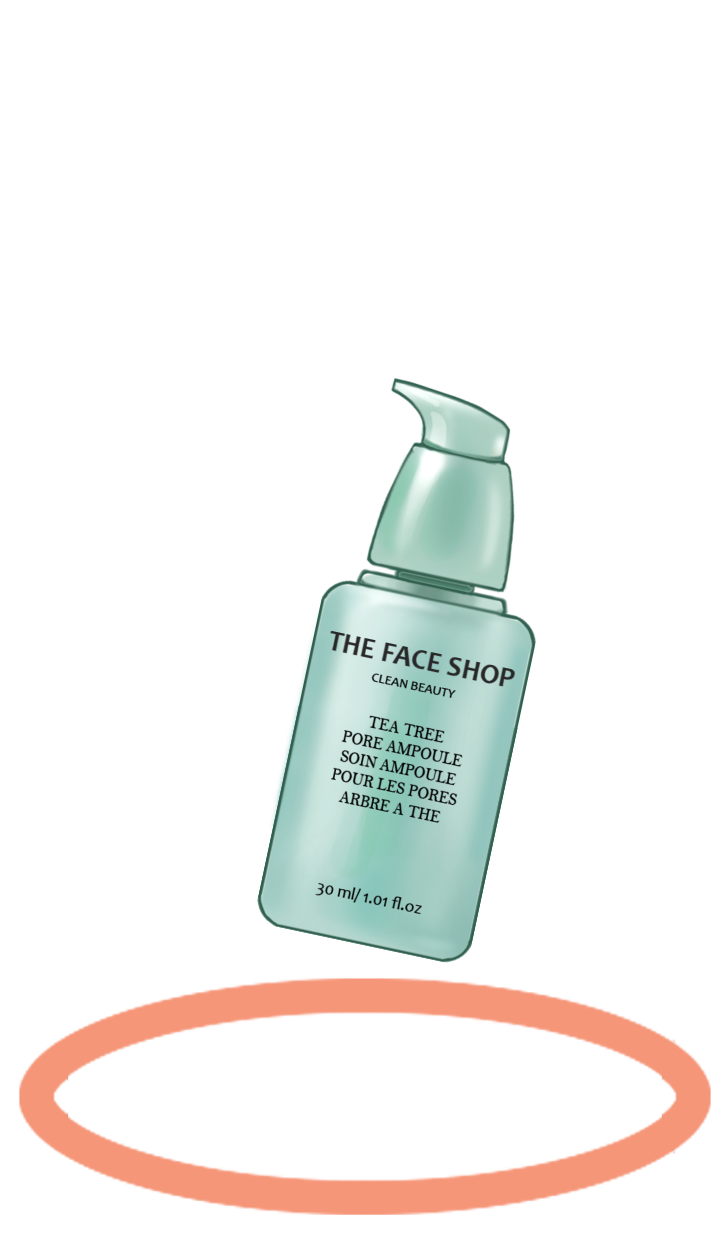 THE FACE SHOP
CLEAN BEAUTY
TEA TREE
PORE AMPOULE
SOIN AMPOULE
POUR LES PORES
ARBRE A THE
30 ml/ 1.01 fl.oz